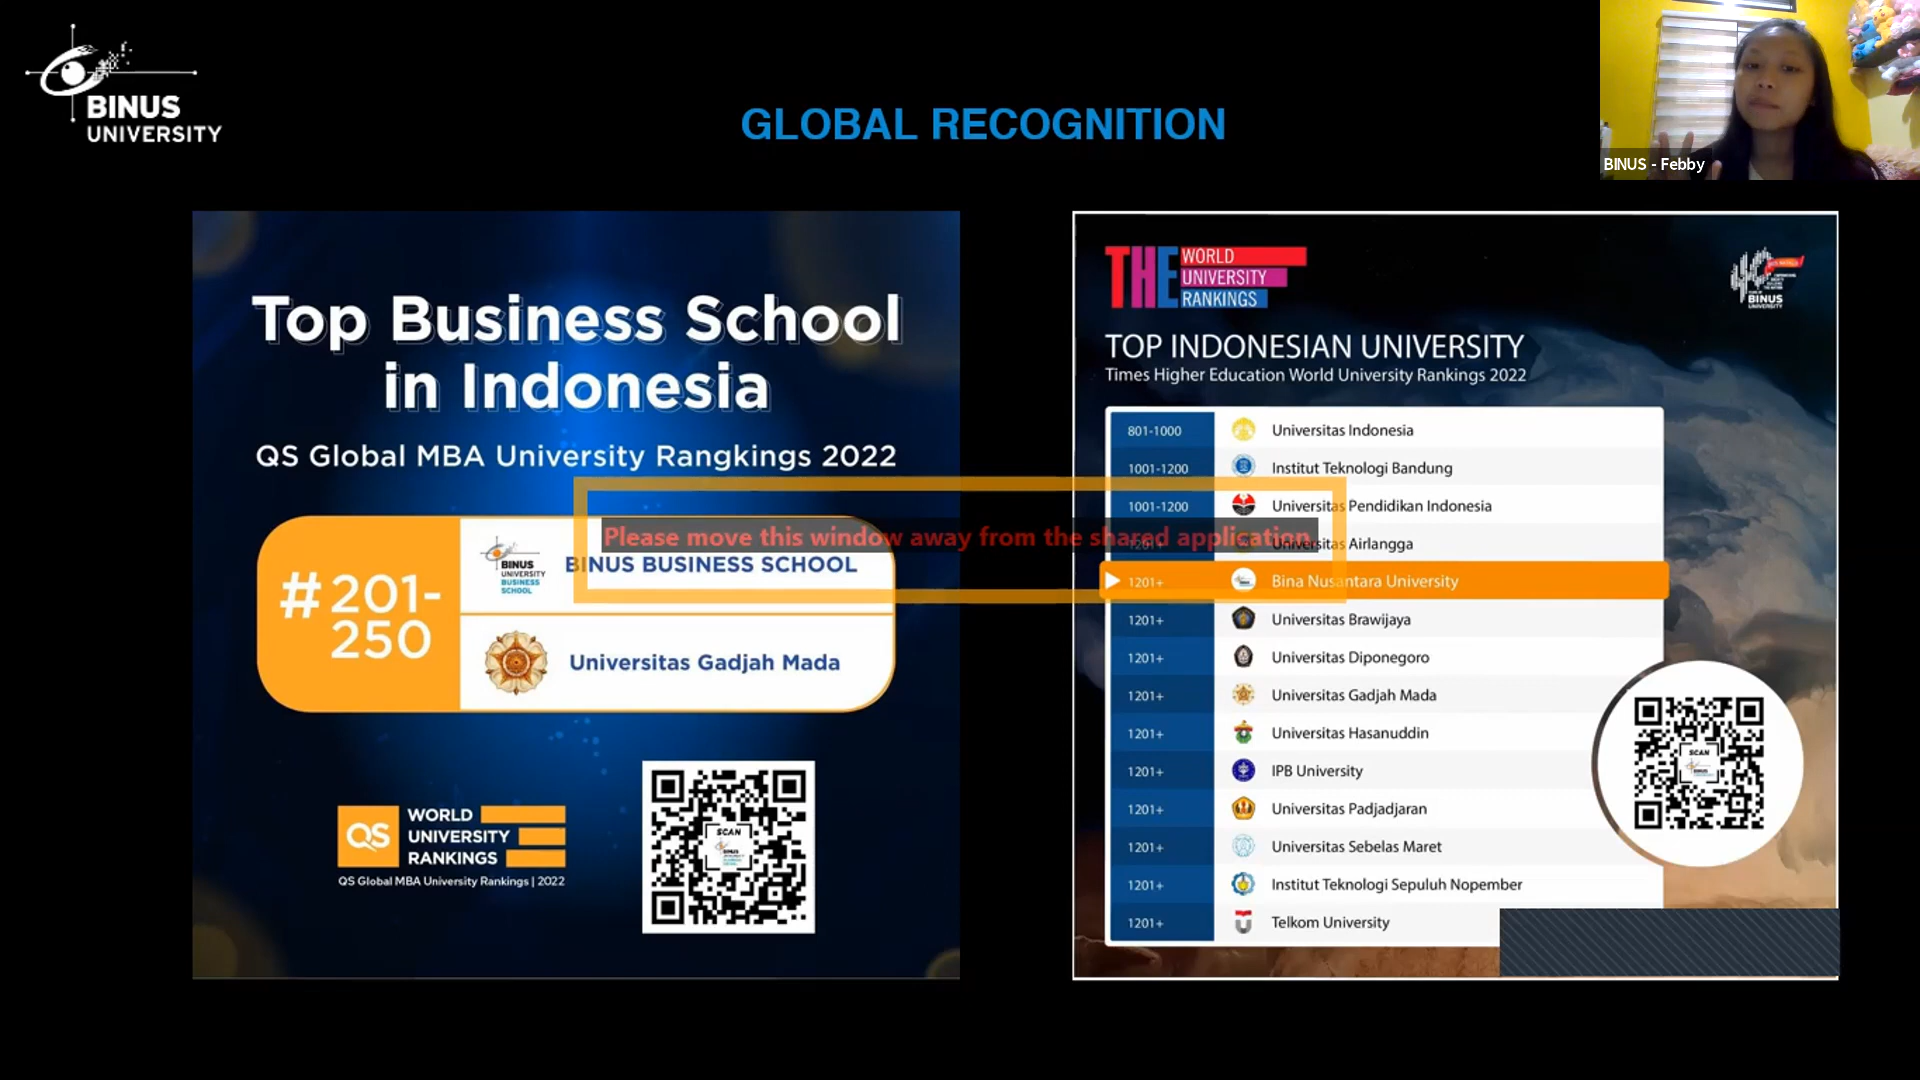 BINUS
UNIVERSITY
GLOBAL RECOGNITION
BINUS - Febby
Top Business School
in Indonesia
QS Global MBA University Rangkings 2022
#201-
250
BINUS
UNIVERSITY
BUSINESS
SCHOOL
BINUS BUSINESS SCHOOL
Universitas Gadjah Mada
QS
WORLD
UNIVERSITY
RANKINGS
QS Global MBA University Rankings | 2022
SCAN
Please move this window away from the shared application
THE
WORLD
UNIVERSITY
RANKINGS
BINUS
UNIVERSITY
TOP INDONESIAN UNIVERSITY
Times Higher Education World University Rankings 2022
801-1000 Universitas Indonesia
1001-1200 Institut Teknologi Bandung
1001-1200 Universitas Pendidikan Indonesia
1201+ Universitas Airlangga
1201+ Bina Nusantara University
1201+ Universitas Brawijaya
1201+ Universitas Diponegoro
1201+ Universitas Gadjah Mada
1201+ Universitas Hasanuddin
1201+ IPB University
1201+ Universitas Padjadjaran
1201+ Universitas Sebelas Maret
1201+ Institut Teknologi Sepuluh Nopember
1201+ Telkom University
SCAN